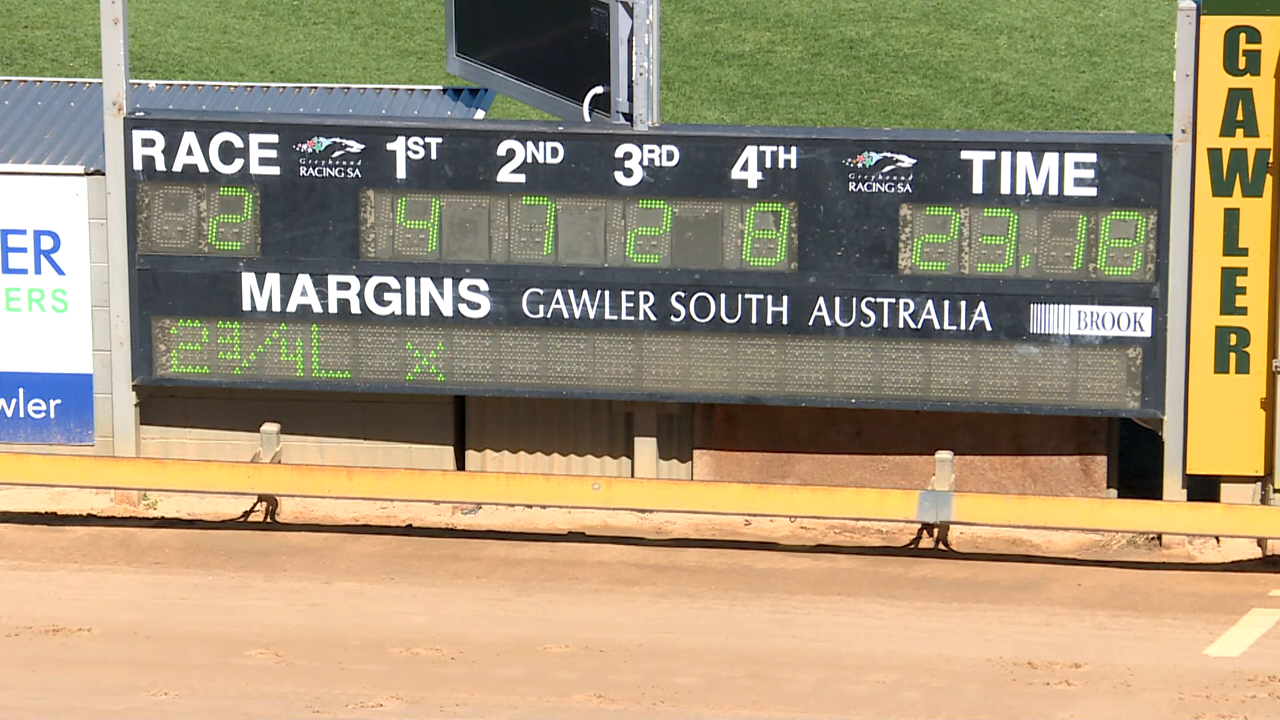 RACE Greyhound RACING SA 1ST 2ND 3RD 4TH Greyhound RACING SA TIME
2 4 7 2 8 23.18
MARGINS GAWLER SOUTH AUSTRALIA BROOK
2 3/4L X
ER
ERS
wler
GAWLER